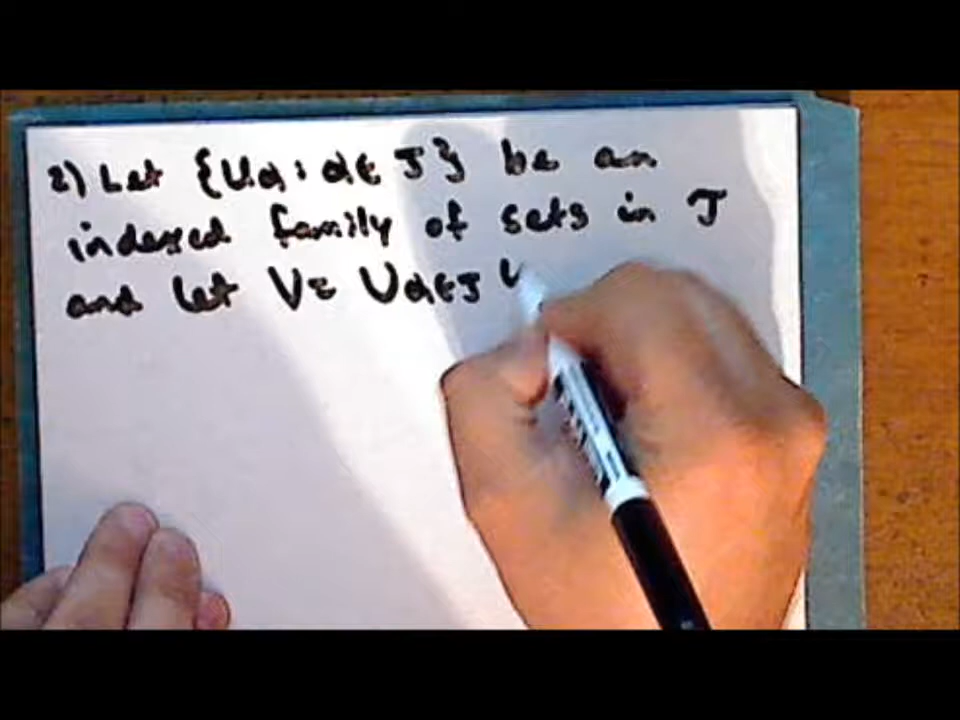 2) Let {Uα : α ∈ J} be an
indexed family of sets in T
and let V = ∪α∈J U